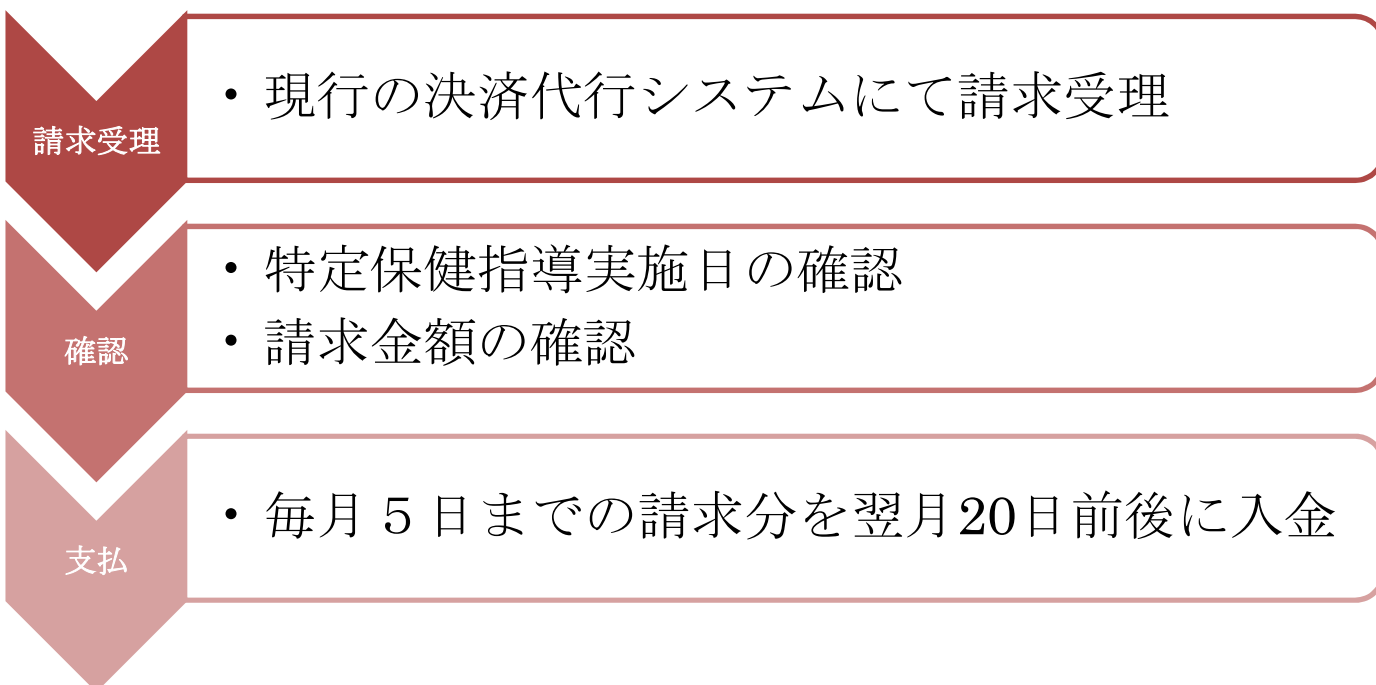 請求受理
・現行の決済代行システムにて請求受理
確認
・特定保健指導実施日の確認
・請求金額の確認
支払
・毎月５日までの請求分を翌月20日前後に入金